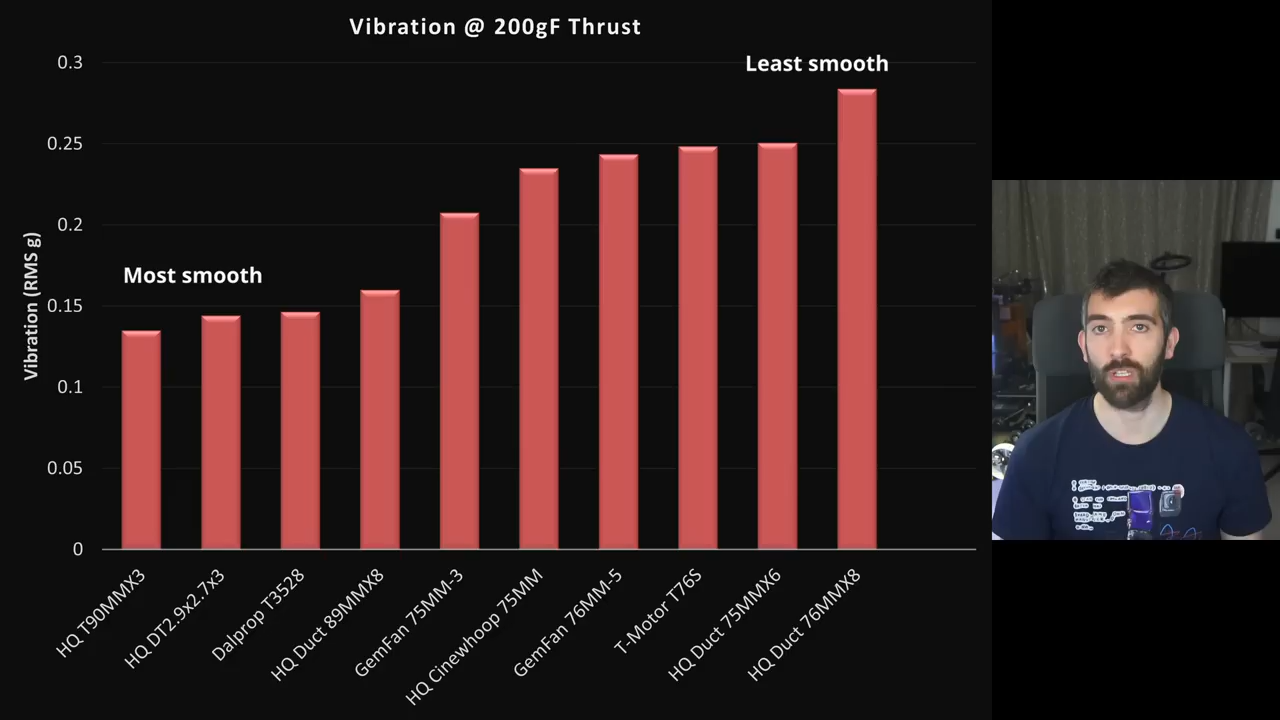 Vibration @ 200gF Thrust
Least smooth
Most smooth
Vibration (RMS g)
0.3
0.25
0.2
0.15
0.1
0.05
0
HQ T90MMX3
HQ DT2.9x2.7x3
Dalprop T3528
HQ Duct 89MMX8
GemFan 75MM-3
HQ Cinewhoop 75MM
GemFan 76MM-5
T-Motor T76S
HQ Duct 75MMX6
HQ Duct 76MMX8